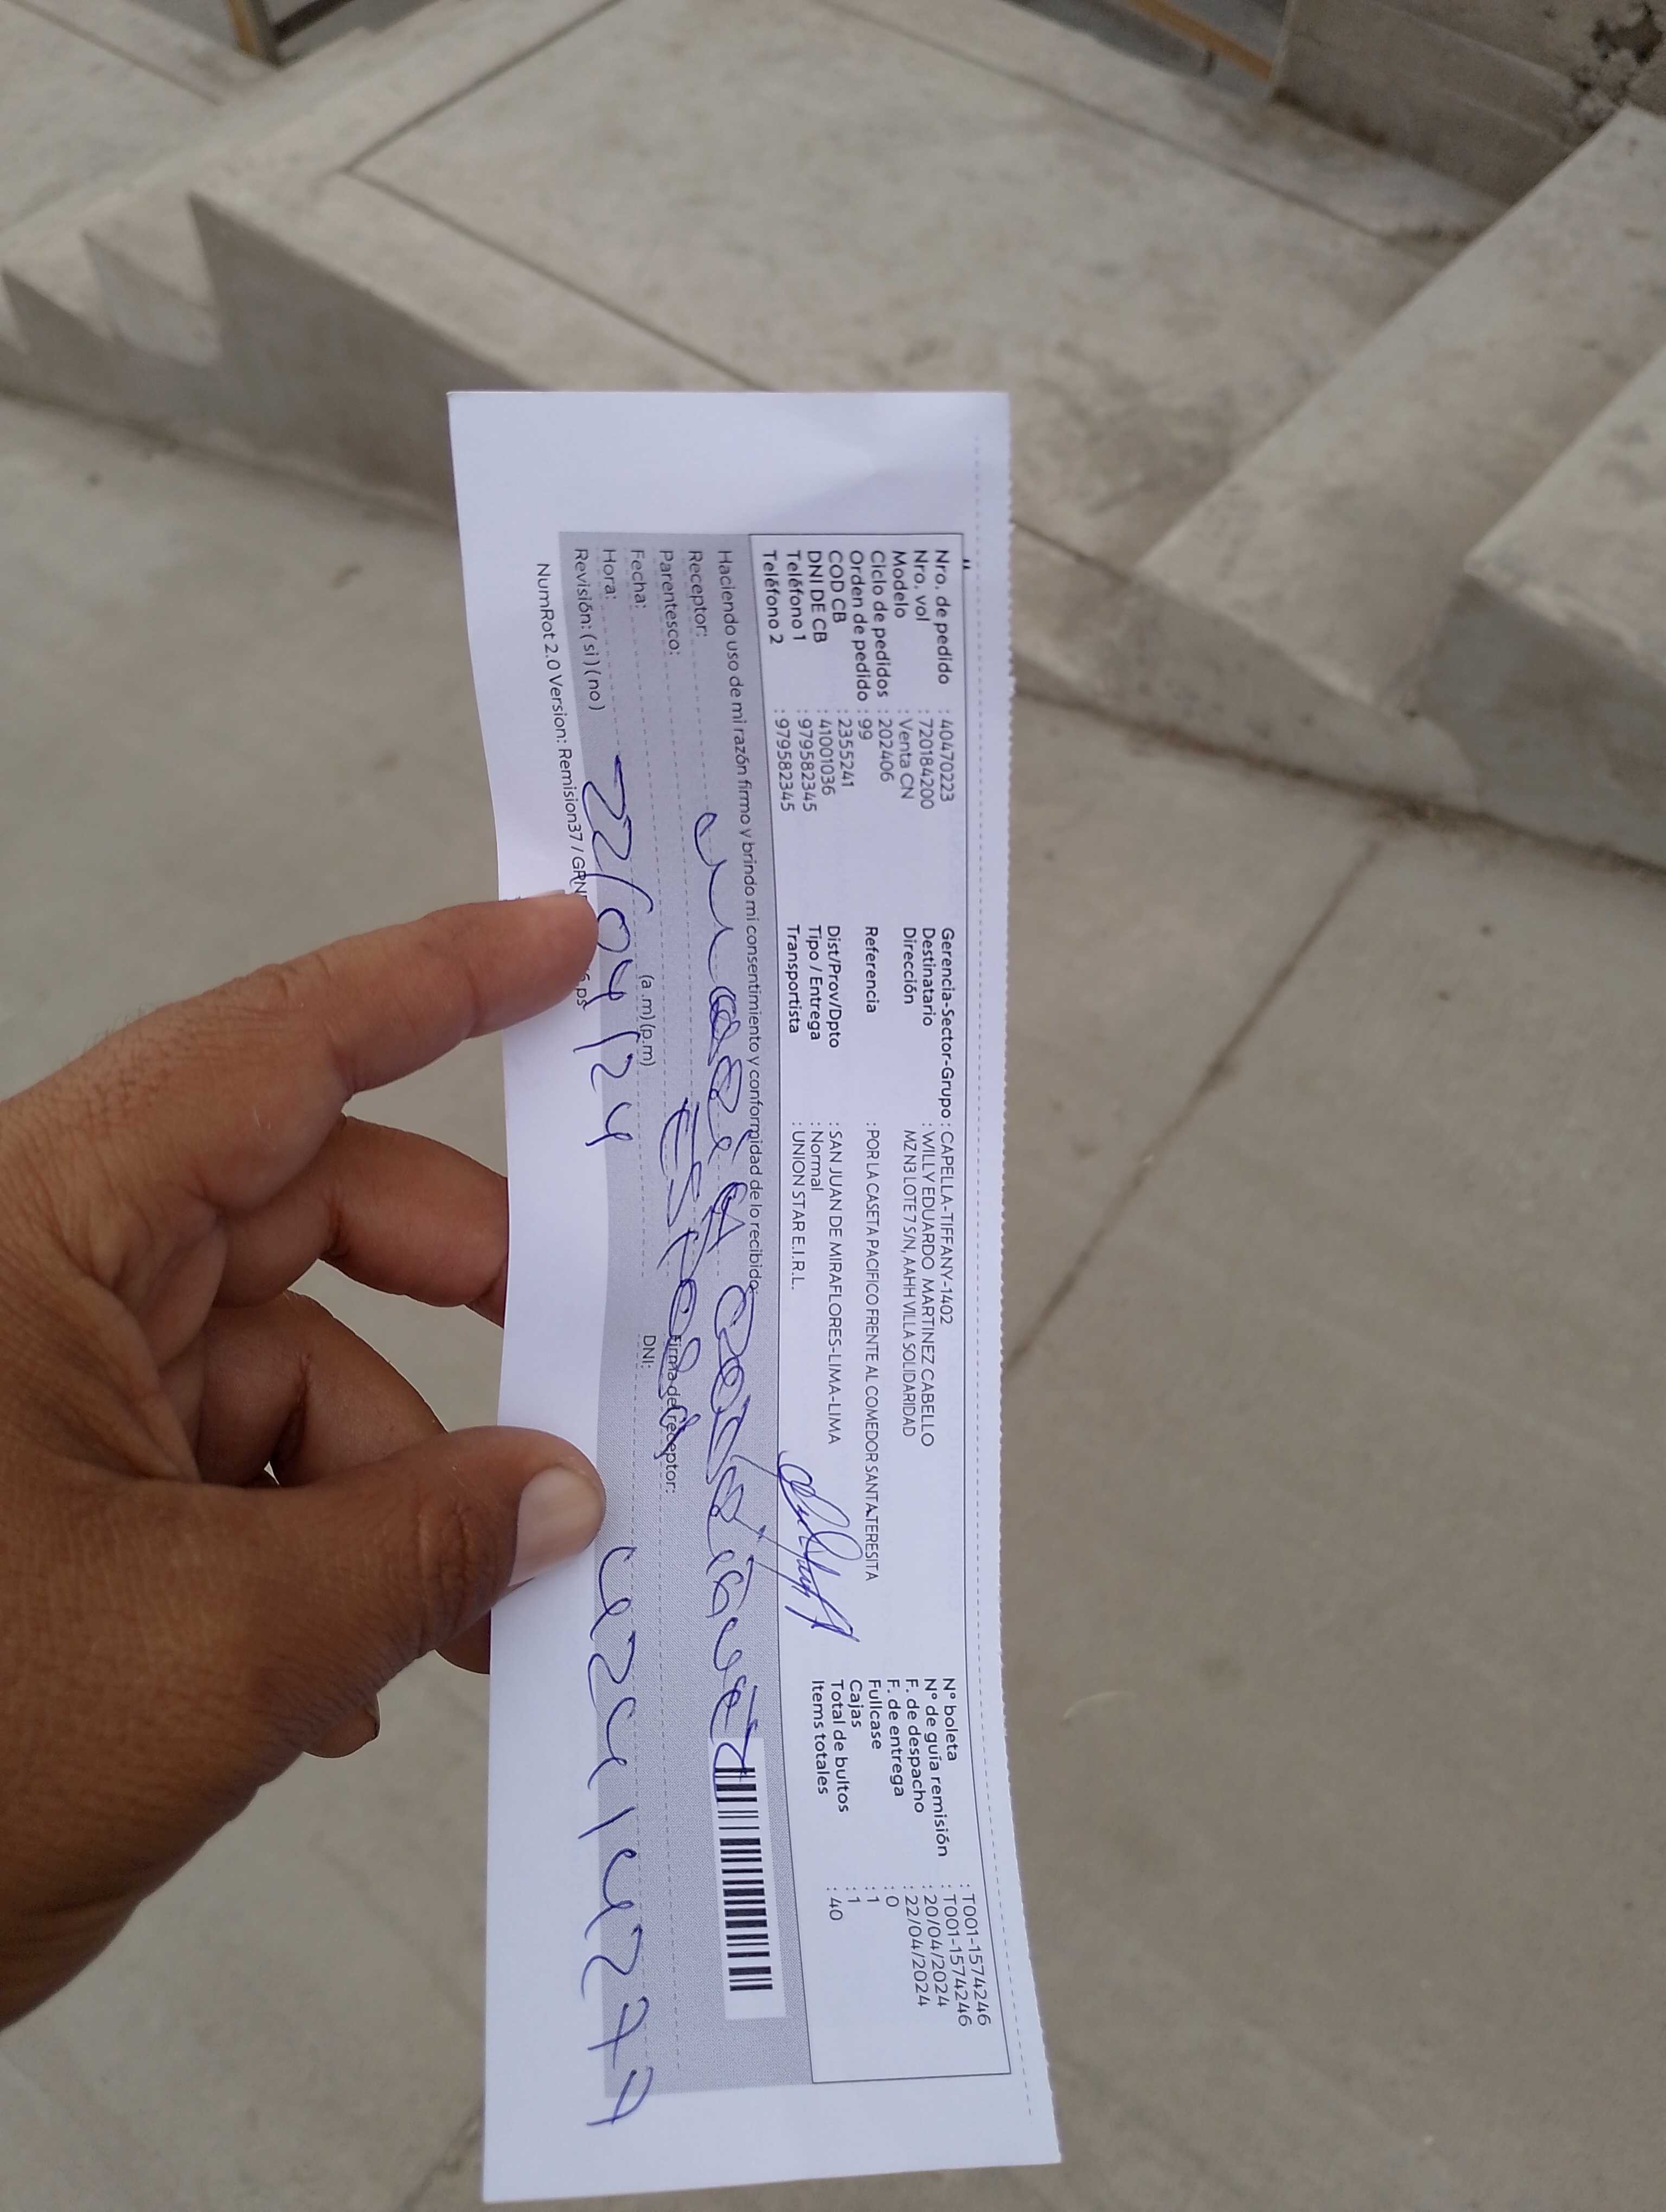 Nro. de pedido : 40470223
Nro. vol : 720184200
Modelo : Venta CN
Ciclo de pedidos : 202406
Orden de pedido : 99
COD CB : 2355241
DNI DE CB : 41001036
Teléfono 1 : 979582345
Teléfono 2 : 979582345
Gerencia-Sector-Grupo : CAPELLA-TIFFANY-1402
Destinatario : WILLY EDUARDO MARTINEZ CABELLO
Dirección MZ N3 LOTE 7 S/N, AAHH VILLA SOLIDARIDAD
Referencia : POR LA CASETA PACIFICO FRENTE AL COMEDOR SANTA TERESITA
Dist/Prov/Dpto : SAN JUAN DE MIRAFLORES-LIMA-LIMA
Tipo / Entrega : Normal
Transportista : UNION STAR E.I.R.L.
N° boleta : T001-1574246
N° de guía remisión : T001-1574246
F. de despacho : 20/04/2024
F. de entrega : 22/04/2024
Fullcase : 0
Cajas : 1
Total de bultos : 1
Items totales : 40
Haciendo uso de mi razón firmo y brindo mi consentimiento y conformidad de lo recibido:
Receptor:
Parentesco:
Firma de receptor:
Fecha: (a .m) (p.m) DNI:
Hora: 22/04/24
Revisión: ( si ) ( no )
NumRot 2.0 Version: Remision37 / GRN